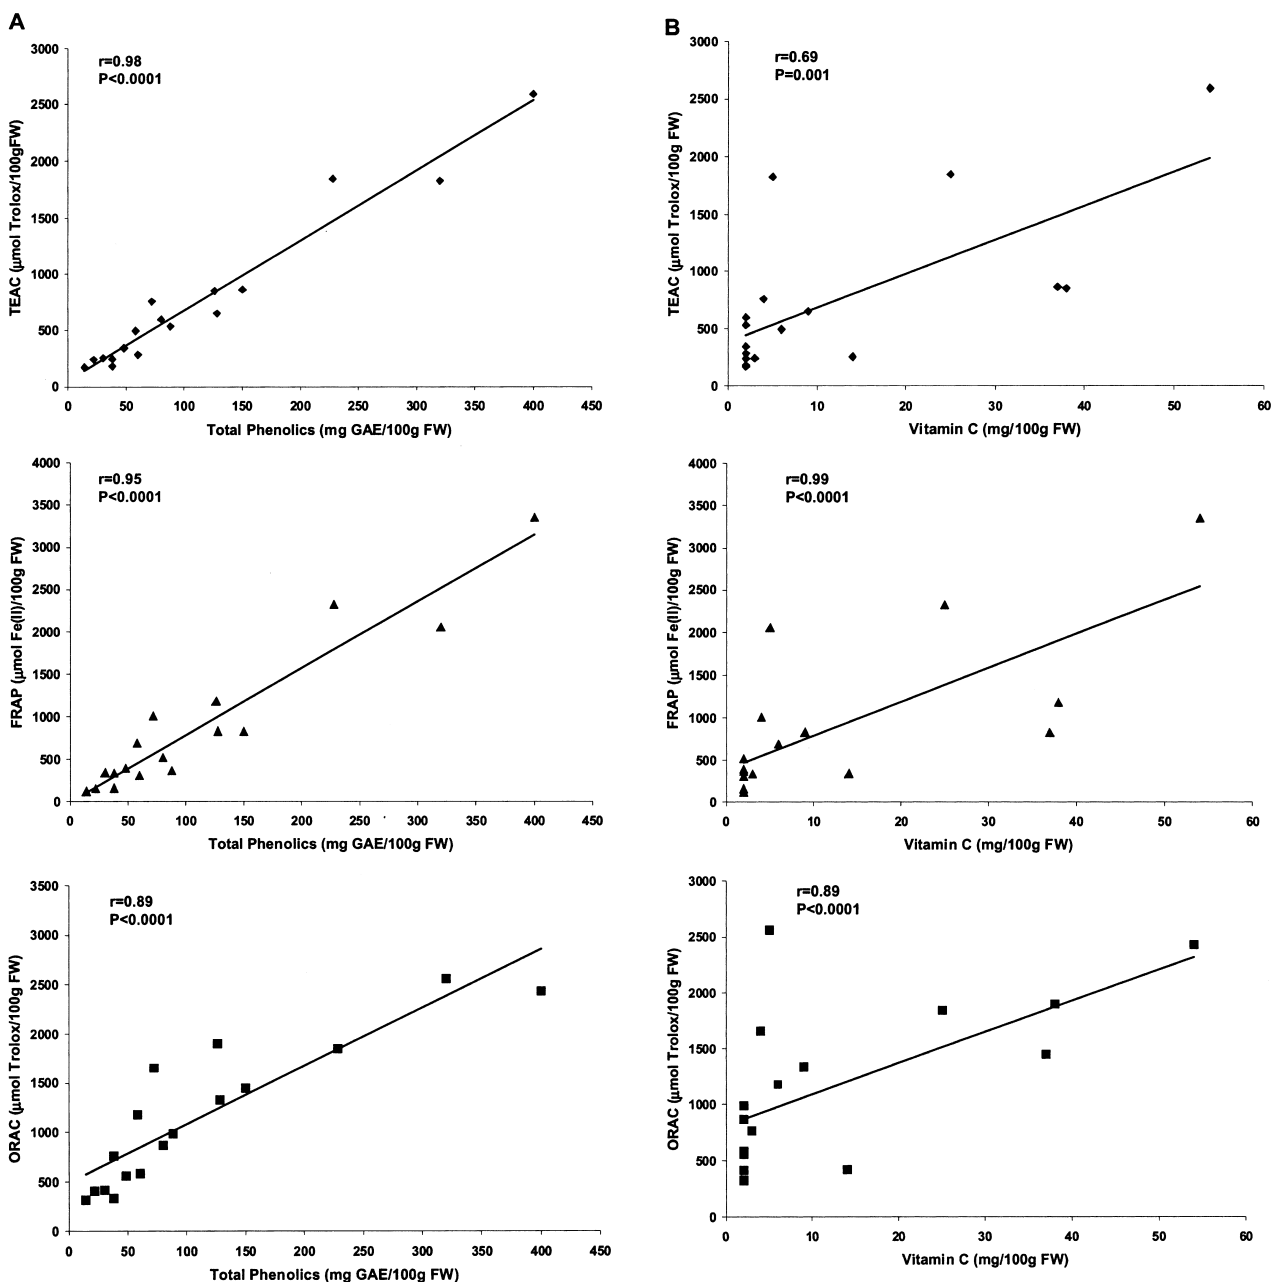 A
r=0.98
P<0.0001
TEAC (µmol Trolox/100gFW)
3000
2500
2000
1500
1000
500
0
0 50 100 150 200 250 300 350 400 450
Total Phenolics (mg GAE/100g FW)
B
r=0.69
P=0.001
TEAC (µmol Trolox/100g FW)
3000
2500
2000
1500
1000
500
0
0 10 20 30 40 50 60
Vitamin C (mg/100g FW)
r=0.95
P<0.0001
FRAP (µmol Fe(II)/100g FW)
4000
3500
3000
2500
2000
1500
1000
500
0
0 50 100 150 200 250 300 350 400 450
Total Phenolics (mg GAE/100g FW)
r=0.99
P<0.0001
FRAP (µmol Fe(II)/100g FW)
4000
3500
3000
2500
2000
1500
1000
500
0
0 10 20 30 40 50 60
Vitamin C (mg/100g FW)
r=0.89
P<0.0001
ORAC (µmol Trolox/100g FW)
3500
3000
2500
2000
1500
1000
500
0
0 50 100 150 200 250 300 350 400 450
Total Phenolics (mg GAE/100g FW)
r=0.89
P<0.0001
ORAC (µmol Trolox/100g FW)
3000
2500
2000
1500
1000
500
0
0 10 20 30 40 50 60
Vitamin C (mg/100g FW)